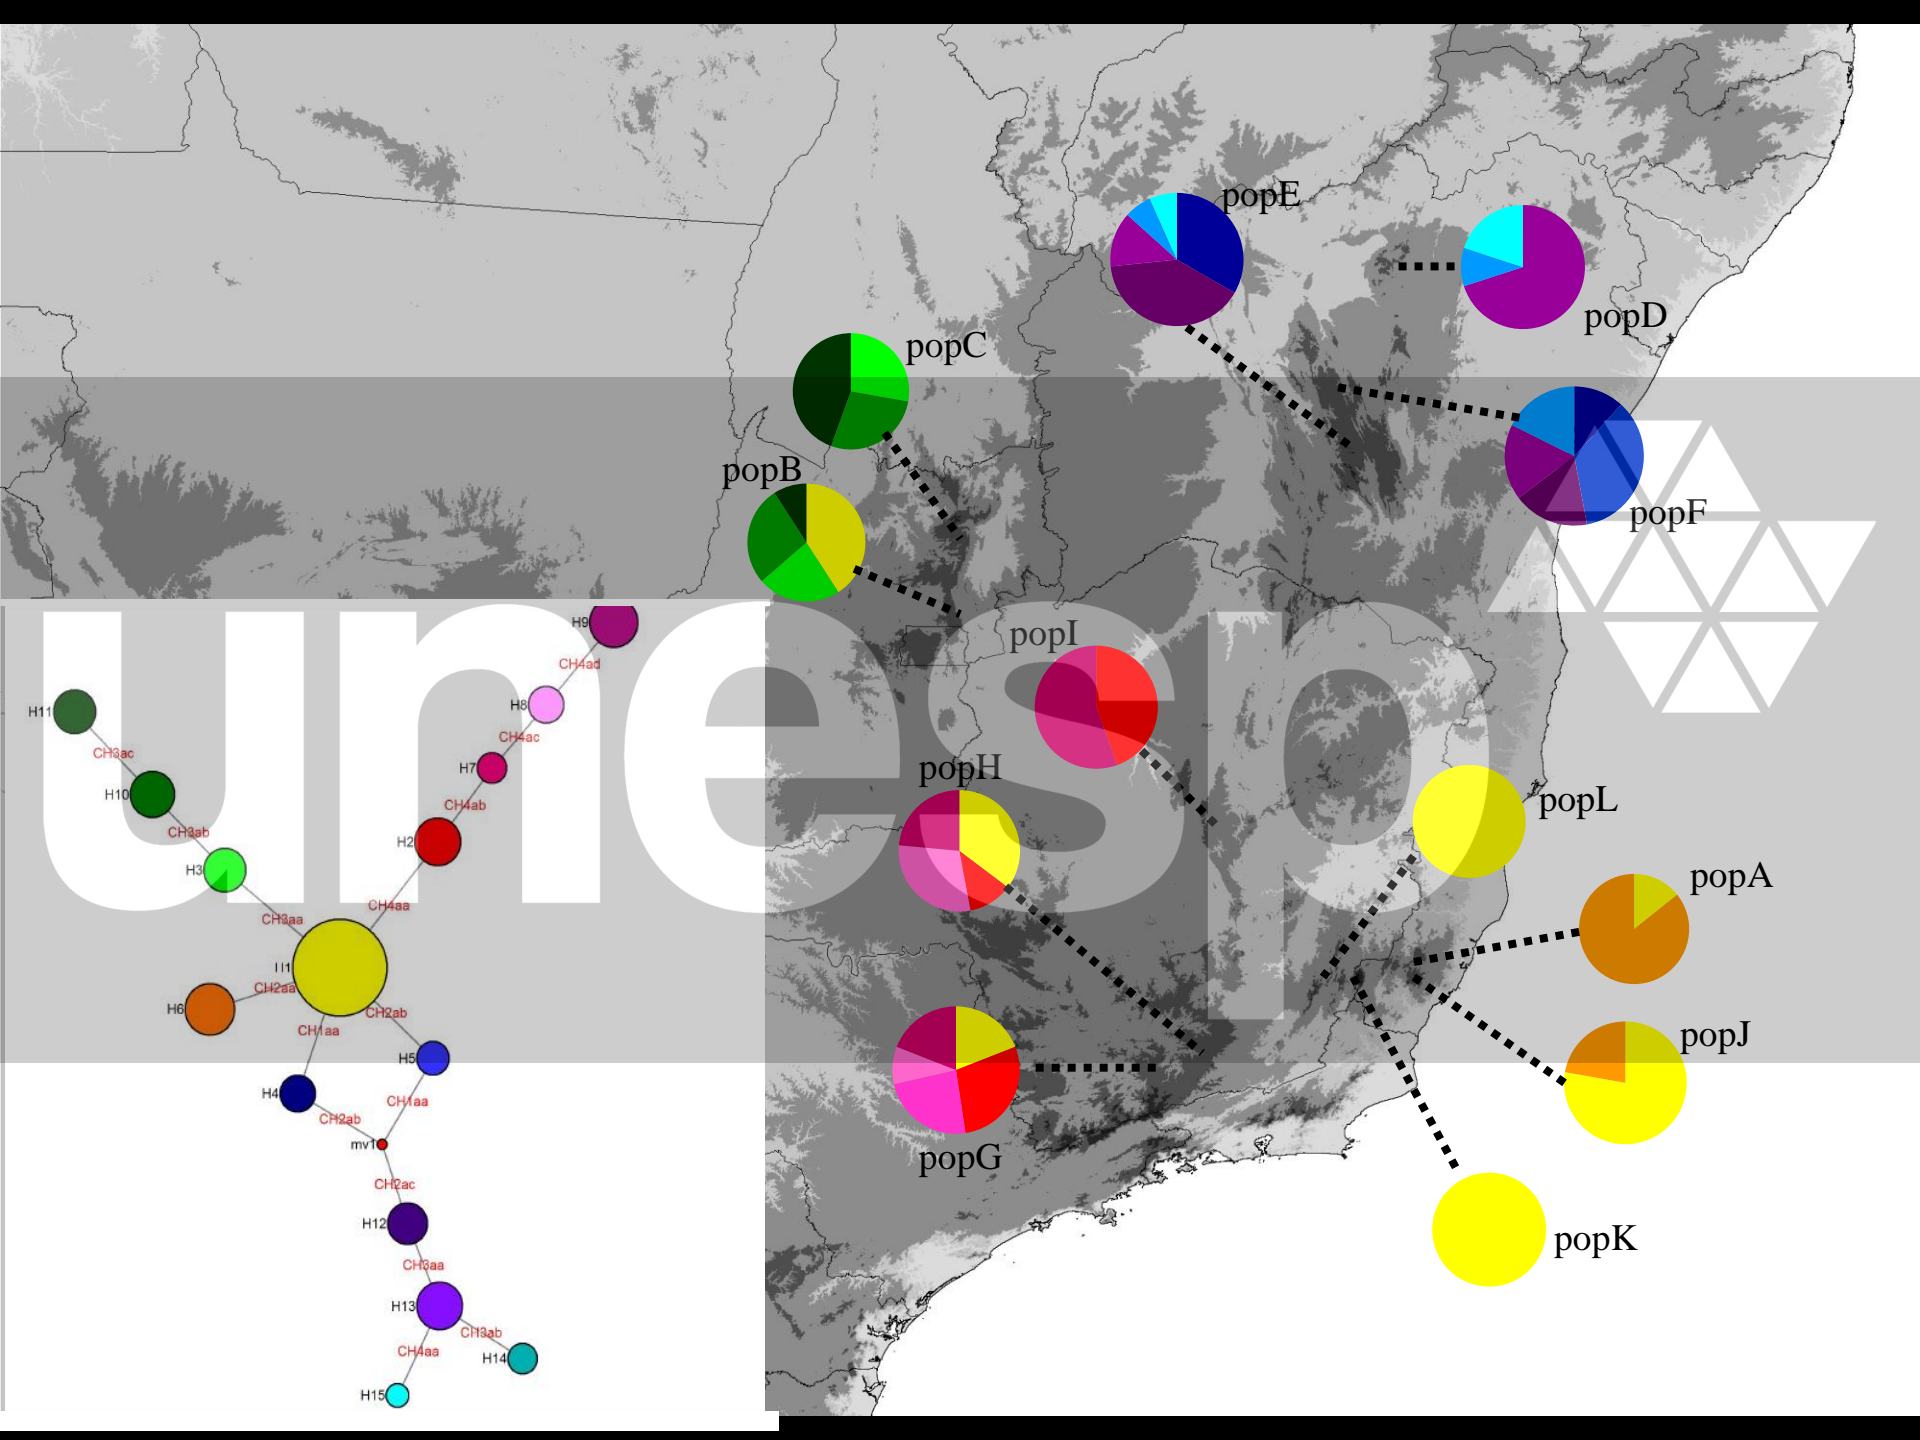 popE
popD
popC
popB
popF
unesp
popI
popH
popL
popA
popJ
popG
popK
H9
CH4ad
H11
H8
CH3ac
CH4ac
H7
H10
CH4ab
CH3ab
H2
H3
CH4aa
CH3aa
H1
CH2aa
H6
CH2ab
CH1aa
H5
H4
CH1aa
CH2ab
mv1
CH2ac
H12
CH3aa
H13
CH3ab
CH4aa
H14
H15